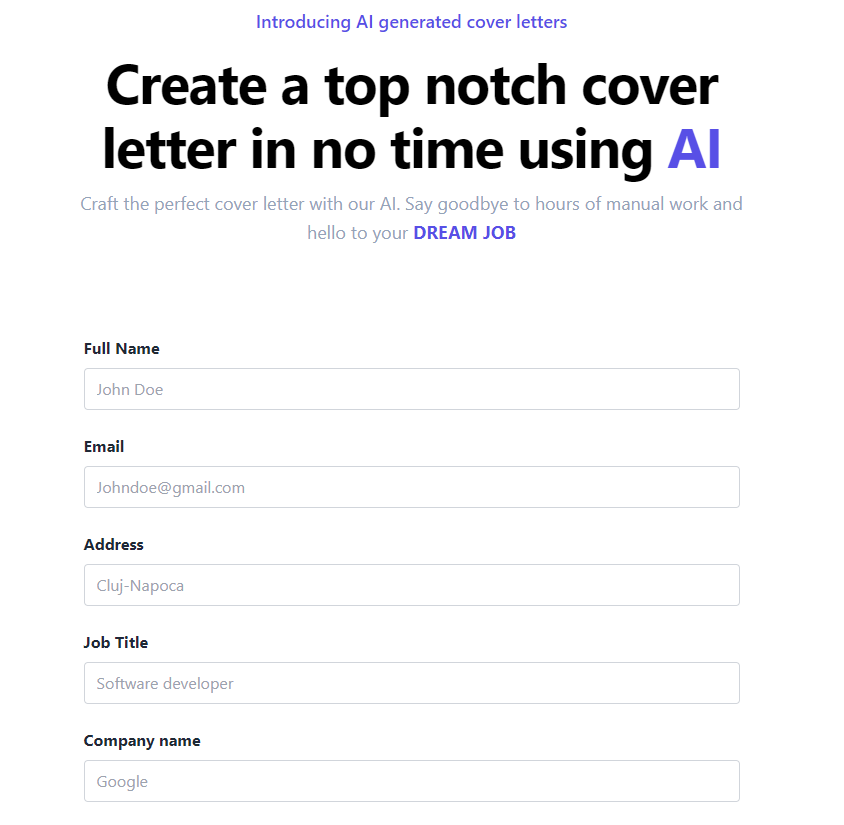 Introducing AI generated cover letters
Create a top notch cover
letter in no time using AI
Craft the perfect cover letter with our AI. Say goodbye to hours of manual work and
hello to your DREAM JOB
Full Name
John Doe
Email
Johndoe@gmail.com
Address
Cluj-Napoca
Job Title
Software developer
Company name
Google